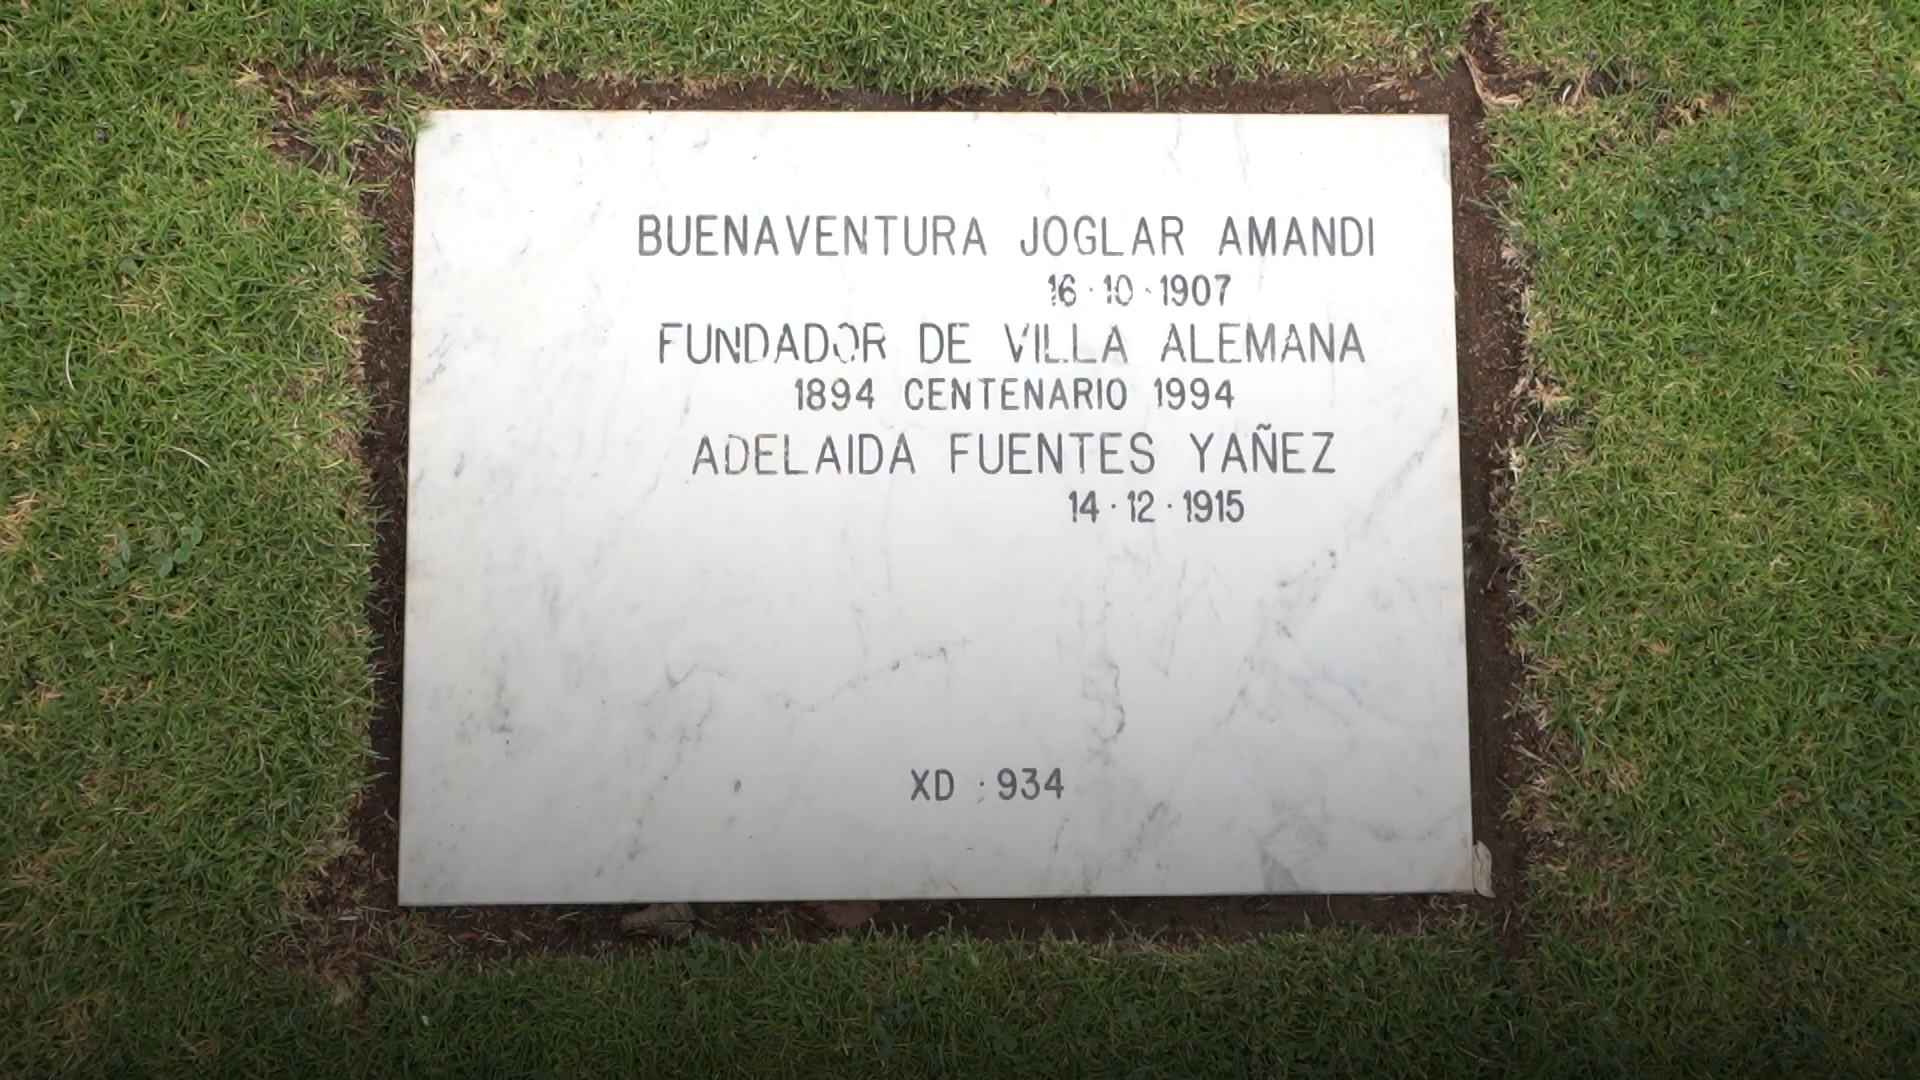 BUENAVENTURA JOGLAR AMANDI
16·10·1907
FUNDADOR DE VILLA ALEMANA
1894 CENTENARIO 1994
ADELAIDA FUENTES YAÑEZ
14·12·1915
XD :934